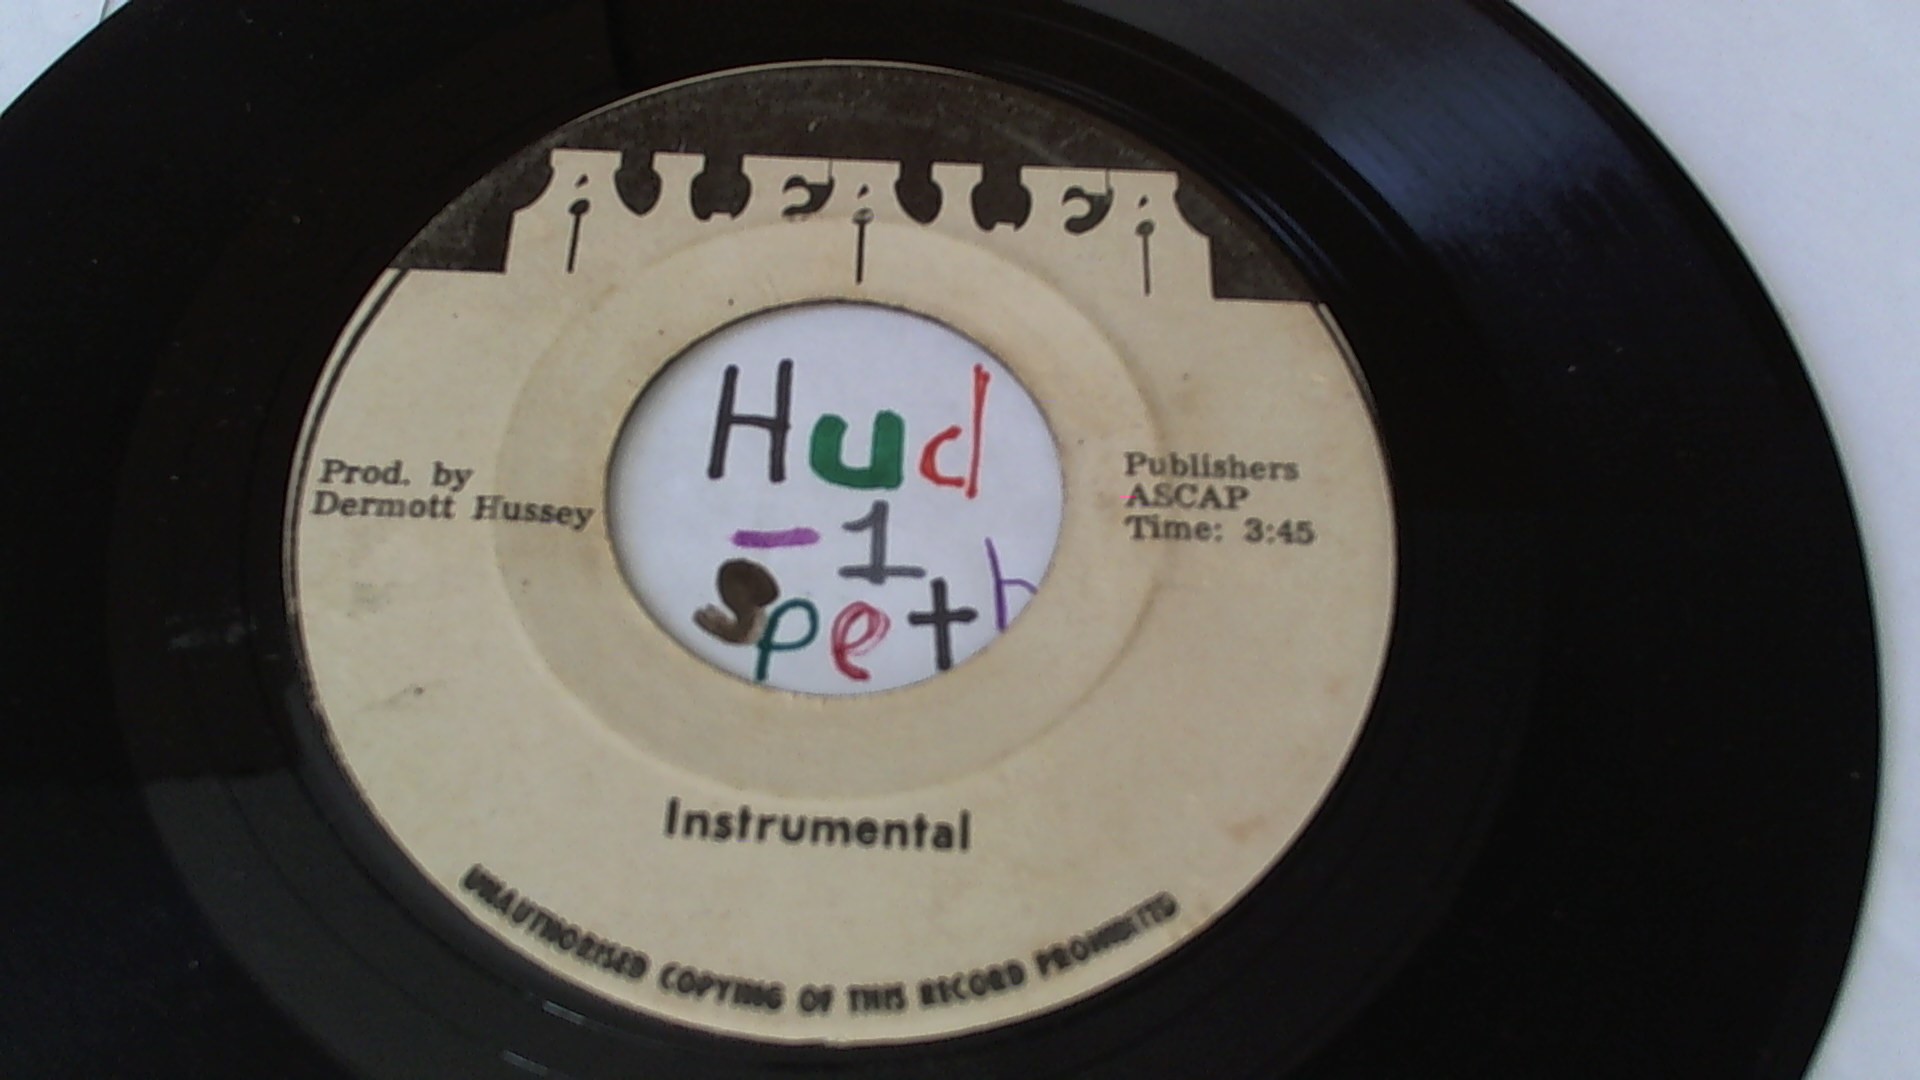 ALFALFA
Hud
-1
Speth
Prod. by
Dermott Hussey
Publishers
ASCAP
Time: 3:45
Instrumental
UNAUTHORISED COPYING OF THIS RECORD PROHIBITED